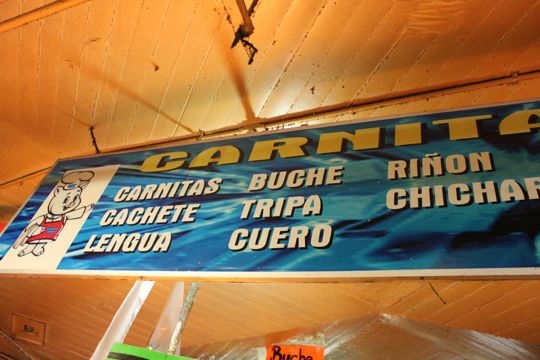 CARNITA
CARNITAS BUCHE RIÑON
CACHETE TRIPA CHICHAR
LENGUA CUERO
Buche